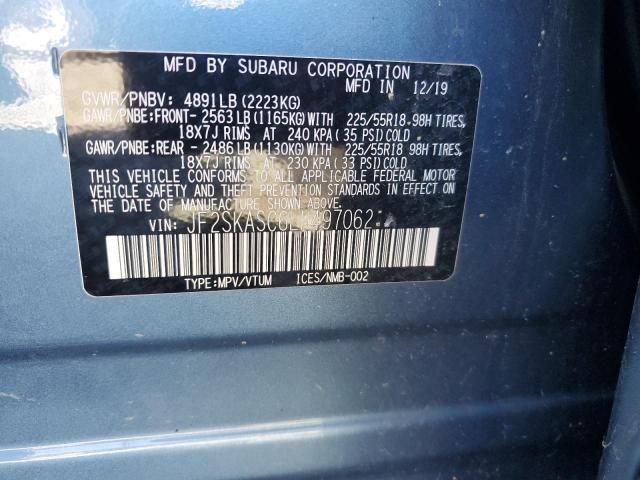 MFD BY SUBARU CORPORATION
MFD IN 12/19
GVWR/PNBV: 4891LB (2223KG)
GAWR/PNBE:FRONT- 2563 LB (1165KG) WITH 225/55R18 98H TIRES,
18X7J RIMS AT 240 KPA (35 PSI) COLD
GAWR/PNBE:REAR - 2486 LB (1130KG) WITH 225/55R18 98H TIRES,
18X7J RIMS AT 230 KPA (33 PSI) COLD
THIS VEHICLE CONFORMS TO ALL APPLICABLE FEDERAL MOTOR
VEHICLE SAFETY AND THEFT PREVENTION STANDARDS IN EFFECT ON
THE DATE OF MANUFACTURE SHOWN ABOVE.
VIN:
TYPE:MPV/VTUM ICES/NMB-002